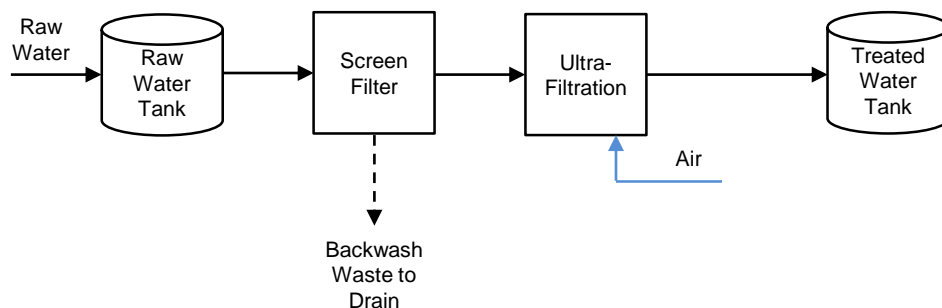 Raw
Water
Raw
Water
Tank
Screen
Filter
Ultra-
Filtration
Treated
Water
Tank
Air
Backwash
Waste to
Drain